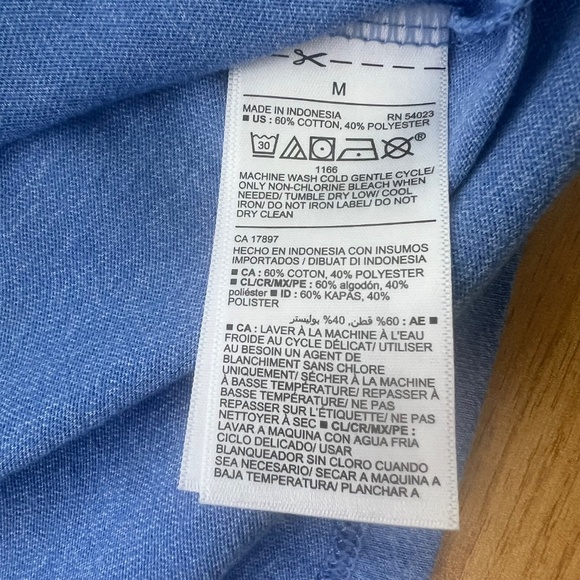 M
MADE IN INDONESIA RN 54023
■ US : 60% COTTON, 40% POLYESTER
30 ®
1166
MACHINE WASH COLD GENTLE CYCLE/
ONLY NON-CHLORINE BLEACH WHEN
NEEDED/ TUMBLE DRY LOW/ COOL
IRON/ DO NOT IRON LABEL/ DO NOT
DRY CLEAN
CA 17897
HECHO EN INDONESIA CON INSUMOS
IMPORTADOS / DIBUAT DI INDONESIA
■ CA : 60% COTON, 40% POLYESTER
■ CL/CR/MX/PE : 60% algodón, 40%
poliéster ■ ID : 60% KAPAS, 40%
POLISTER
■ AE : 60% قطن, 40% بوليستر
■ CA : LAVER À LA MACHINE À L'EAU
FROIDE AU CYCLE DÉLICAT/ UTILISER
AU BESOIN UN AGENT DE
BLANCHIMENT SANS CHLORE
UNIQUEMENT/ SÉCHER À LA MACHINE
À BASSE TEMPÉRATURE/ REPASSER À
BASSE TEMPÉRATURE/ NE PAS
REPASSER SUR L'ÉTIQUETTE/ NE PAS
NETTOYER À SEC ■ CL/CR/MX/PE :
LAVAR A MAQUINA CON AGUA FRIA
CICLO DELICADO/ USAR
BLANQUEADOR SIN CLORO CUANDO
SEA NECESARIO/ SECAR A MAQUINA A
BAJA TEMPERATURA/ PLANCHAR A